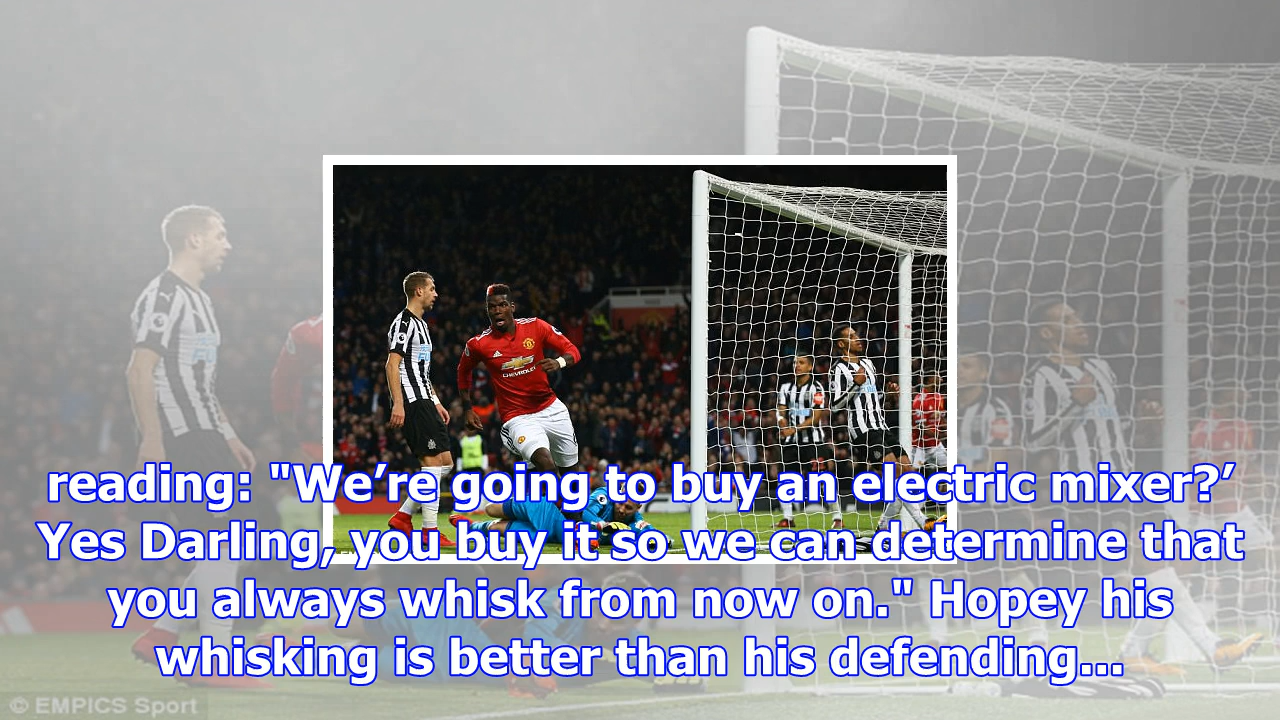 reading: "We’re going to buy an electric mixer?’
Yes Darling, you buy it so we can determine that
you always whisk from now on." Hopey his
whisking is better than his defending...
CHEVROLET
© EMPICS Sport